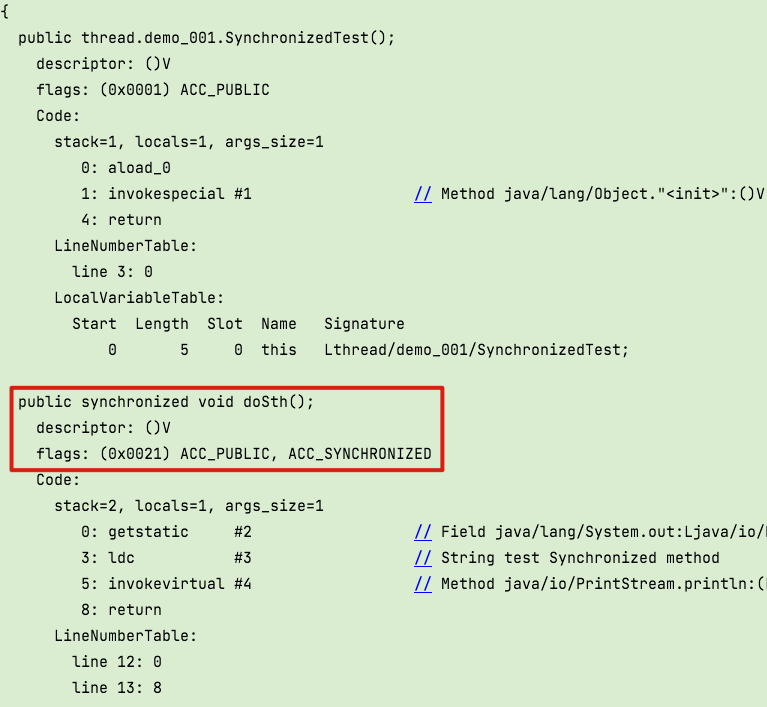 {
  public thread.demo_001.SynchronizedTest();
    descriptor: ()V
    flags: (0x0001) ACC_PUBLIC
    Code:
      stack=1, locals=1, args_size=1
         0: aload_0
         1: invokespecial #1                  // Method java/lang/Object."<init>":()V
         4: return
      LineNumberTable:
        line 3: 0
      LocalVariableTable:
        Start  Length  Slot  Name   Signature
            0       5     0  this   Lthread/demo_001/SynchronizedTest;

  public synchronized void doSth();
    descriptor: ()V
    flags: (0x0021) ACC_PUBLIC, ACC_SYNCHRONIZED
    Code:
      stack=2, locals=1, args_size=1
         0: getstatic     #2                  // Field java/lang/System.out:Ljava/io/
         3: ldc           #3                  // String test Synchronized method
         5: invokevirtual #4                  // Method java/io/PrintStream.println:(
         8: return
      LineNumberTable:
        line 12: 0
        line 13: 8